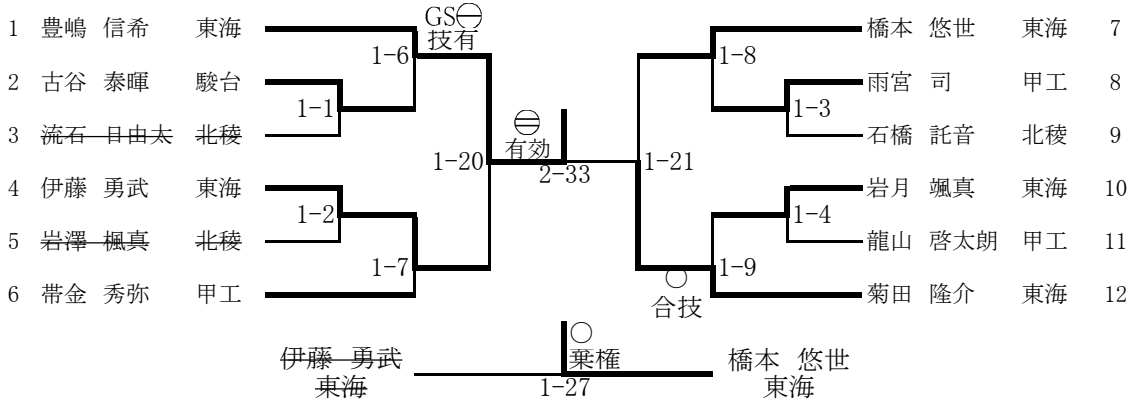 GS
技有
1 豊嶋 信希 東海
1-6
2 古谷 泰暉 駿台
1-1
3 流石 日由太 北稜
4 伊藤 勇武 東海
1-2
5 岩澤 楓真 北稜
1-7
6 帯金 秀弥 甲工
1-20
有効
2-33
1-21
橋本 悠世 東海 7
1-8
雨宮 司 甲工 8
1-3
石橋 託音 北稜 9
岩月 颯真 東海 10
1-4
龍山 啓太朗 甲工 11
1-9
菊田 隆介 東海 12
○
合技
伊藤 勇武
東海
○
棄権
1-27
橋本 悠世
東海